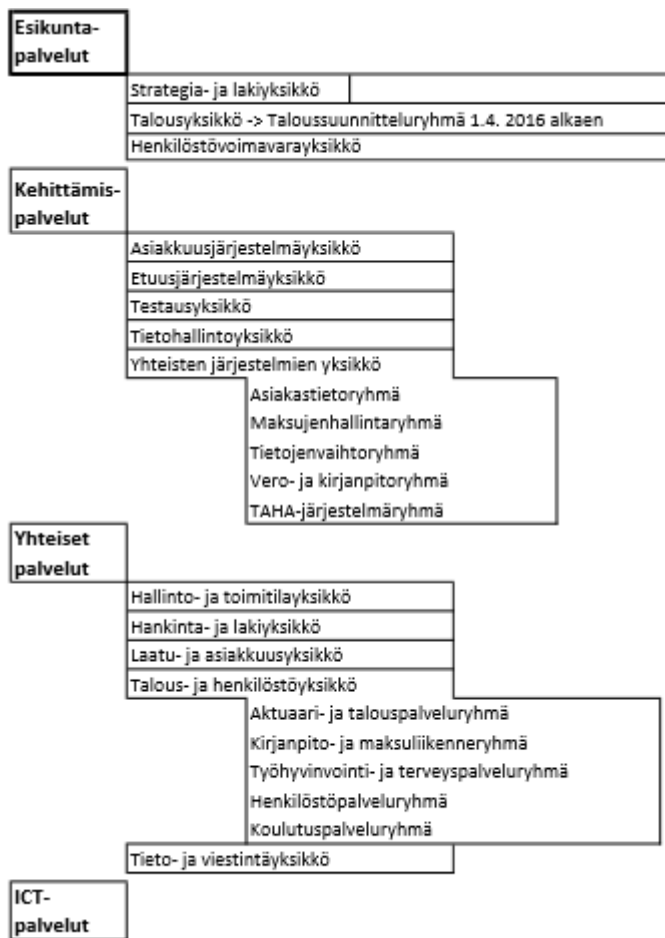 Esikunta-
palvelut
Strategia- ja lakiyksikkö
Talousyksikkö -> Taloussuunnitteluryhmä 1.4. 2016 alkaen
Henkilöstövoimavarayksikkö
Kehittämis-
palvelut
Asiakkuusjärjestelmäyksikkö
Etuusjärjestelmäyksikkö
Testausyksikkö
Tietohallintoyksikkö
Yhteisten järjestelmien yksikkö
Asiakastietoryhmä
Maksujenhallintaryhmä
Tietojenvaihtoryhmä
Vero- ja kirjanpitoryhmä
TAHA-järjestelmäryhmä
Yhteiset
palvelut
Hallinto- ja toimitilayksikkö
Hankinta- ja lakiyksikkö
Laatu- ja asiakkuusyksikkö
Talous- ja henkilöstöyksikkö
Aktuaari- ja talouspalveluryhmä
Kirjanpito- ja maksuliikenneryhmä
Työhyvinvointi- ja terveyspalveluryhmä
Henkilöstöpalveluryhmä
Koulutuspalveluryhmä
Tieto- ja viestintäyksikkö
ICT-
palvelut